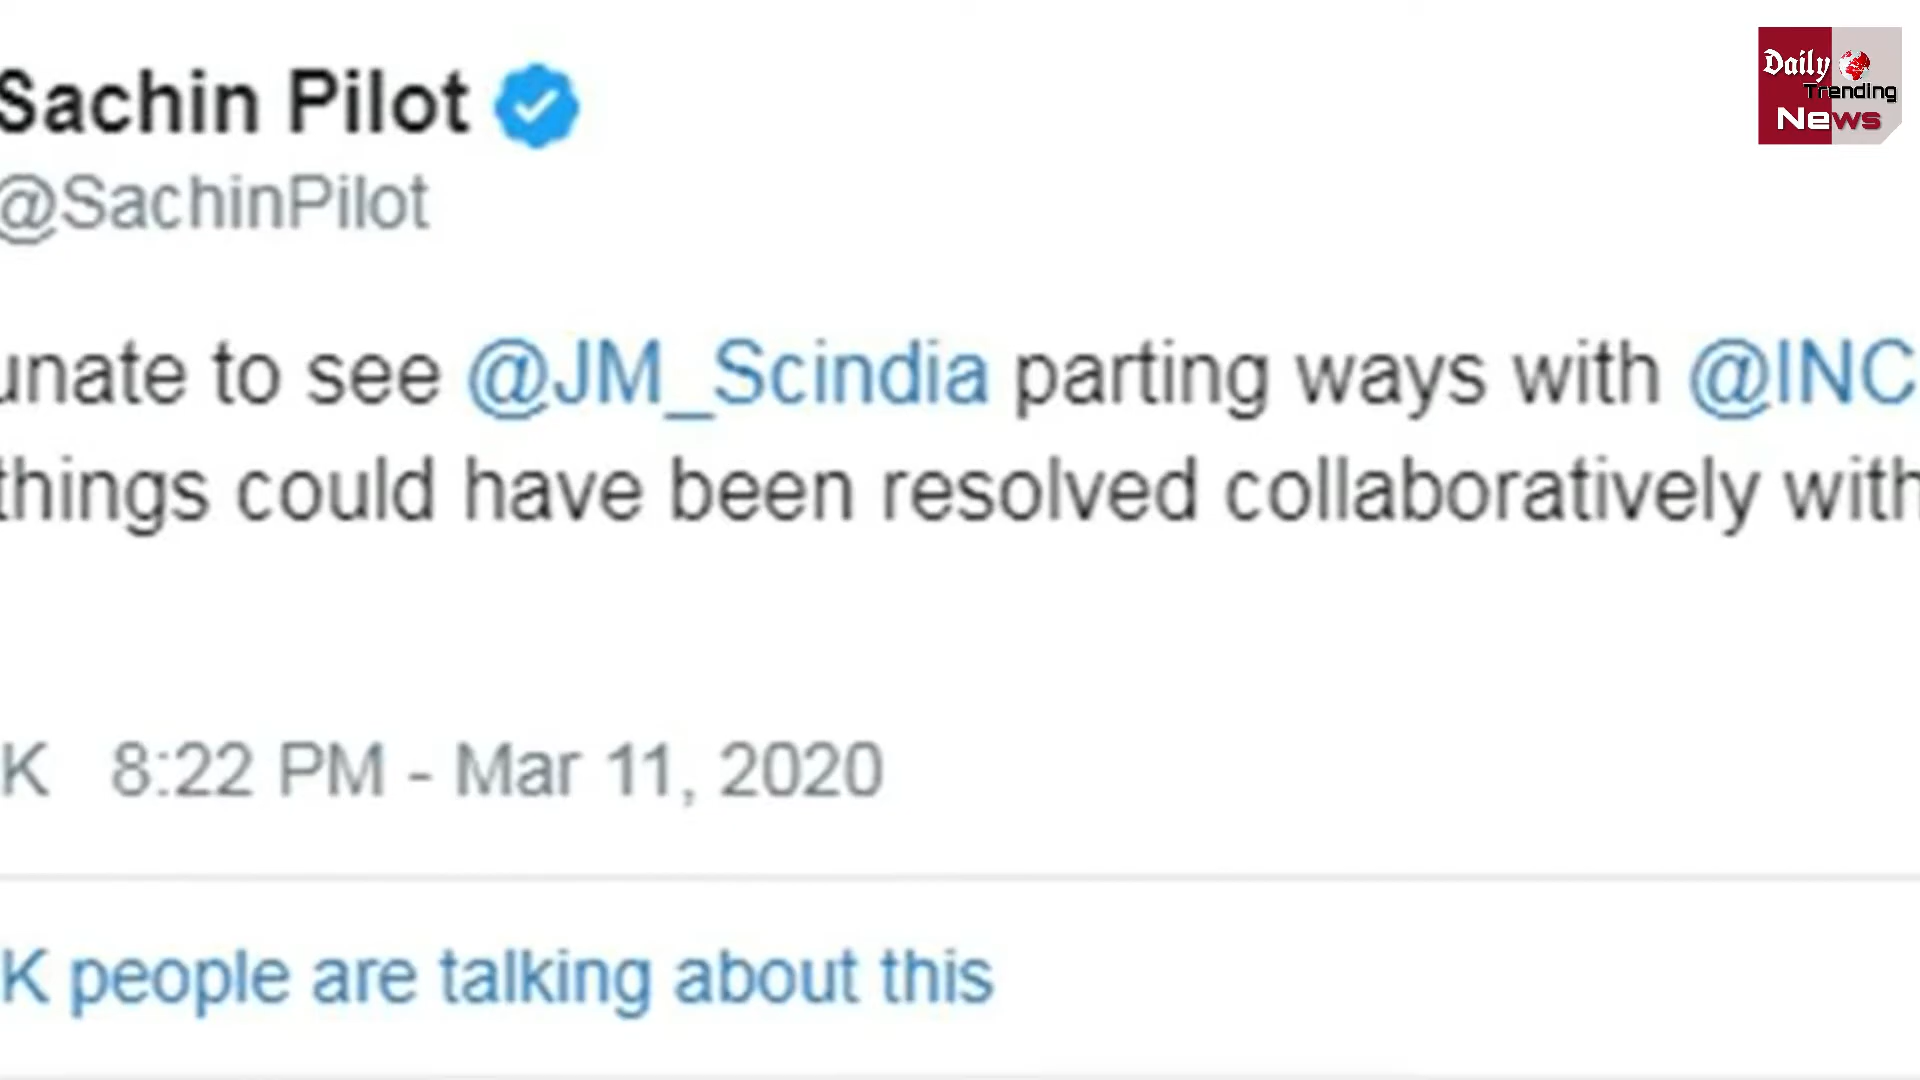 Sachin Pilot
@SachinPilot
unate to see @JM_Scindia parting ways with @INC
things could have been resolved collaboratively with
K 8:22 PM - Mar 11, 2020
K people are talking about this
Daily
Trending
News